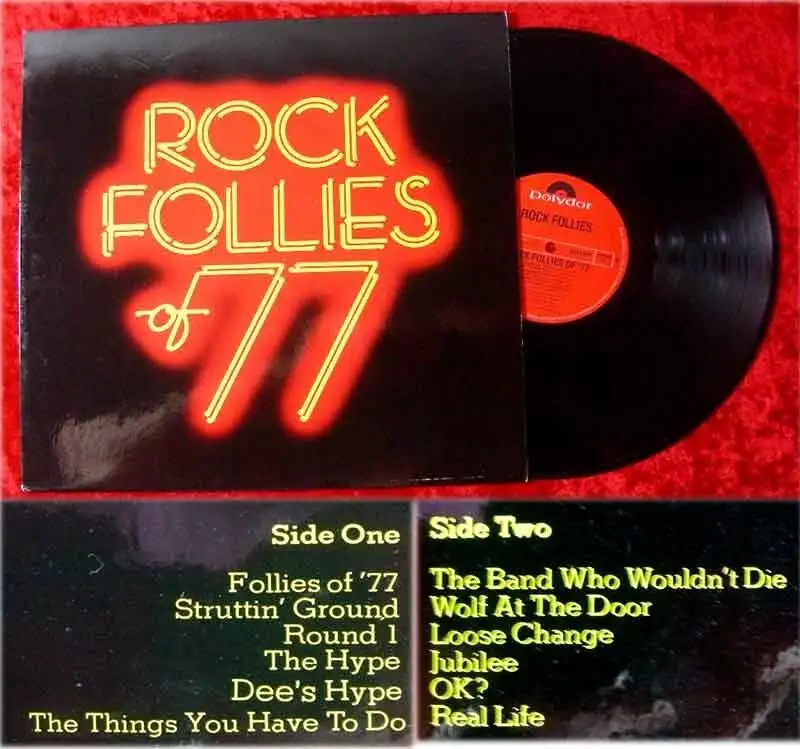 ROCK
FOLLIES
of '77
polydor
ROCK FOLLIES
K FOLLIES OF '77
Side One
Follies of '77
Struttin' Ground
Round 1
The Hype
Dee's Hype
The Things You Have To Do
Side Two
The Band Who Wouldn't Die
Wolf At The Door
Loose Change
Jubilee
OK?
Real Life